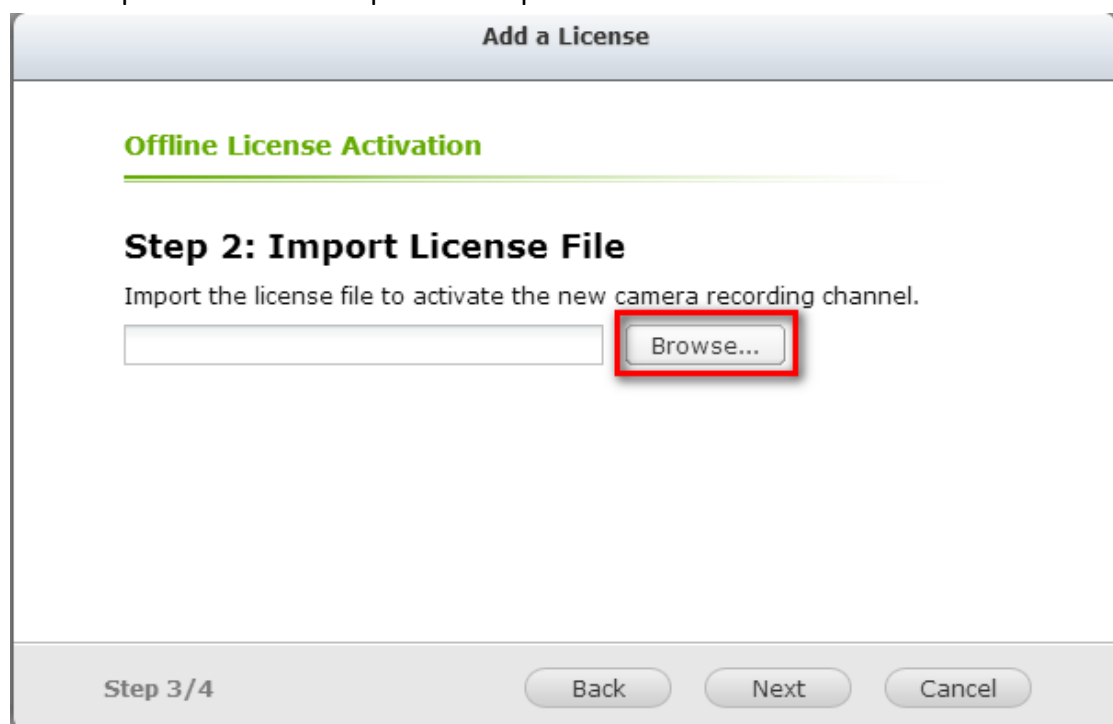 Add a License
Offline License Activation
Step 2: Import License File
Import the license file to activate the new camera recording channel.
Browse...
Step 3/4
Back
Next
Cancel